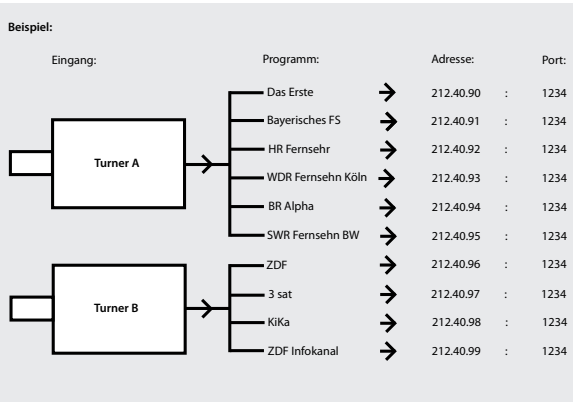 Beispiel:
Eingang: Programm: Adresse: Port:
Das Erste 212.40.90 : 1234
Bayerisches FS 212.40.91 : 1234
HR Fernsehr 212.40.92 : 1234
Turner A
WDR Fernsehn Köln 212.40.93 : 1234
BR Alpha 212.40.94 : 1234
SWR Fernsehn BW 212.40.95 : 1234
ZDF 212.40.96 : 1234
3 sat 212.40.97 : 1234
Turner B
KiKa 212.40.98 : 1234
ZDF Infokanal 212.40.99 : 1234